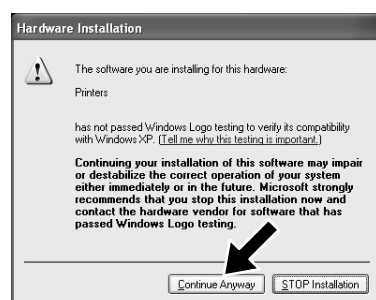 Hardware Installation
The software you are installing for this hardware:
Printers
has not passed Windows Logo testing to verify its compatibility
with Windows XP. (Tell me why this testing is important.)
Continuing your installation of this software may impair
or destabilize the correct operation of your system
either immediately or in the future. Microsoft strongly
recommends that you stop this installation now and
contact the hardware vendor for software that has
passed Windows Logo testing.
Continue Anyway STOP Installation